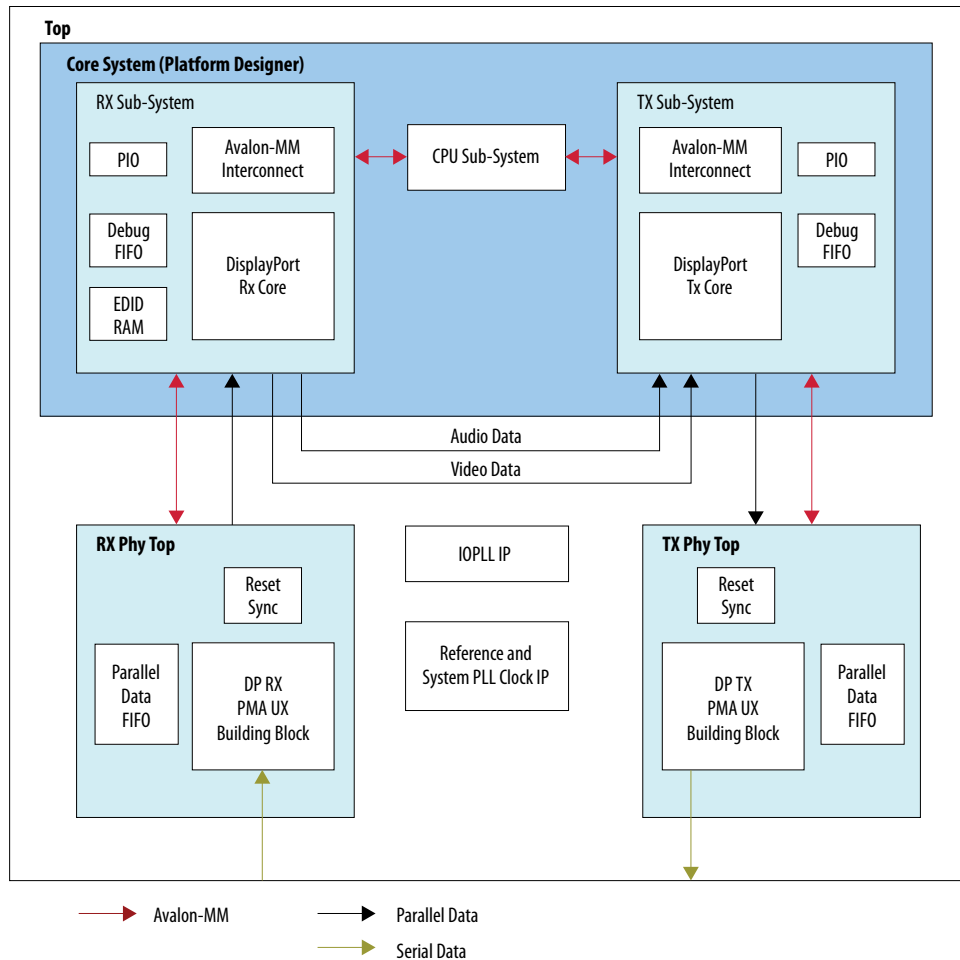 Top
Core System (Platform Designer)
RX Sub-System
PIO
Avalon-MM
Interconnect
Debug
FIFO
DisplayPort
Rx Core
EDID
RAM
CPU Sub-System
TX Sub-System
Avalon-MM
Interconnect
PIO
DisplayPort
Tx Core
Debug
FIFO
Audio Data
Video Data
RX Phy Top
Reset
Sync
Parallel
Data
FIFO
DP RX
PMA UX
Building Block
IOPLL IP
Reference and
System PLL Clock IP
TX Phy Top
Reset
Sync
DP TX
PMA UX
Building Block
Parallel
Data
FIFO
Avalon-MM
Parallel Data
Serial Data